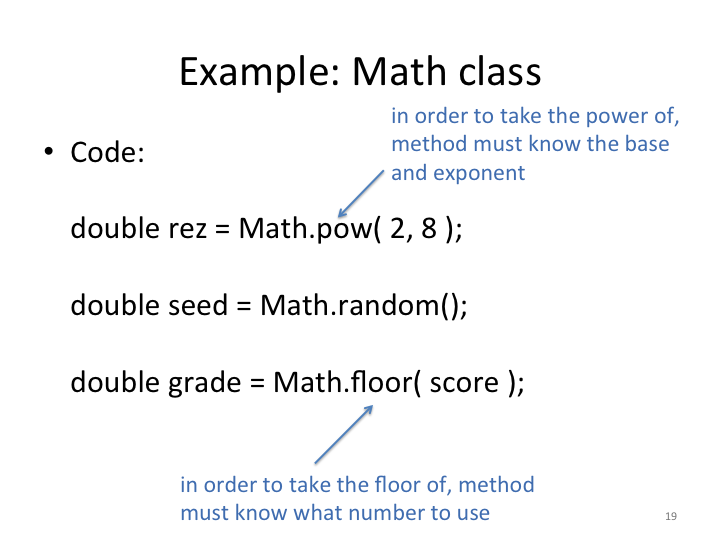 Example: Math class
in order to take the power of,
method must know the base
and exponent
• Code:
double rez = Math.pow( 2, 8 );
double seed = Math.random();
double grade = Math.floor( score );
in order to take the floor of, method
must know what number to use
19